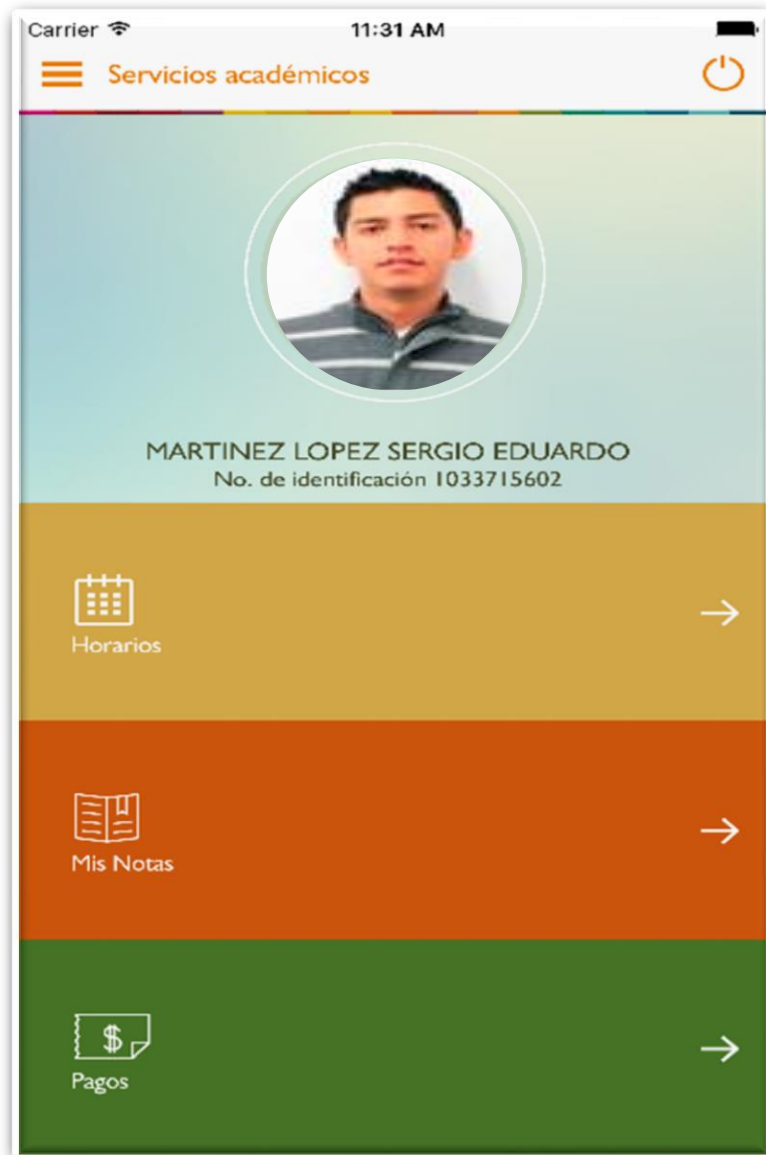 Carrier 11:31 AM
Servicios académicos
MARTINEZ LOPEZ SERGIO EDUARDO
No. de identificación 1033715602
Horarios
Mis Notas
$
Pagos